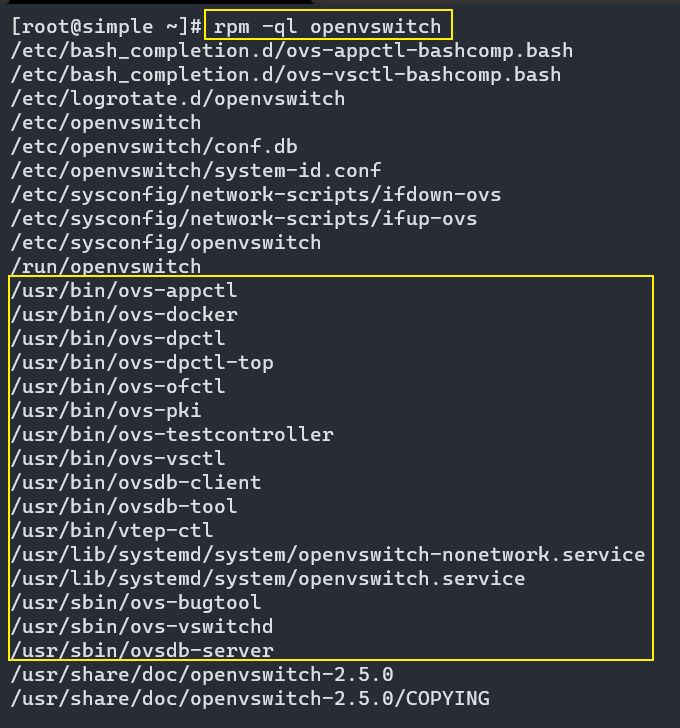 [root@simple ~]# rpm -ql openvswitch
/etc/bash_completion.d/ovs-appctl-bashcomp.bash
/etc/bash_completion.d/ovs-vsctl-bashcomp.bash
/etc/logrotate.d/openvswitch
/etc/openvswitch
/etc/openvswitch/conf.db
/etc/openvswitch/system-id.conf
/etc/sysconfig/network-scripts/ifdown-ovs
/etc/sysconfig/network-scripts/ifup-ovs
/etc/sysconfig/openvswitch
/run/openvswitch
/usr/bin/ovs-appctl
/usr/bin/ovs-docker
/usr/bin/ovs-dpctl
/usr/bin/ovs-dpctl-top
/usr/bin/ovs-ofctl
/usr/bin/ovs-pki
/usr/bin/ovs-testcontroller
/usr/bin/ovs-vsctl
/usr/bin/ovsdb-client
/usr/bin/ovsdb-tool
/usr/bin/vtep-ctl
/usr/lib/systemd/system/openvswitch-nonetwork.service
/usr/lib/systemd/system/openvswitch.service
/usr/sbin/ovs-bugtool
/usr/sbin/ovs-vswitchd
/usr/sbin/ovsdb-server
/usr/share/doc/openvswitch-2.5.0
/usr/share/doc/openvswitch-2.5.0/COPYING